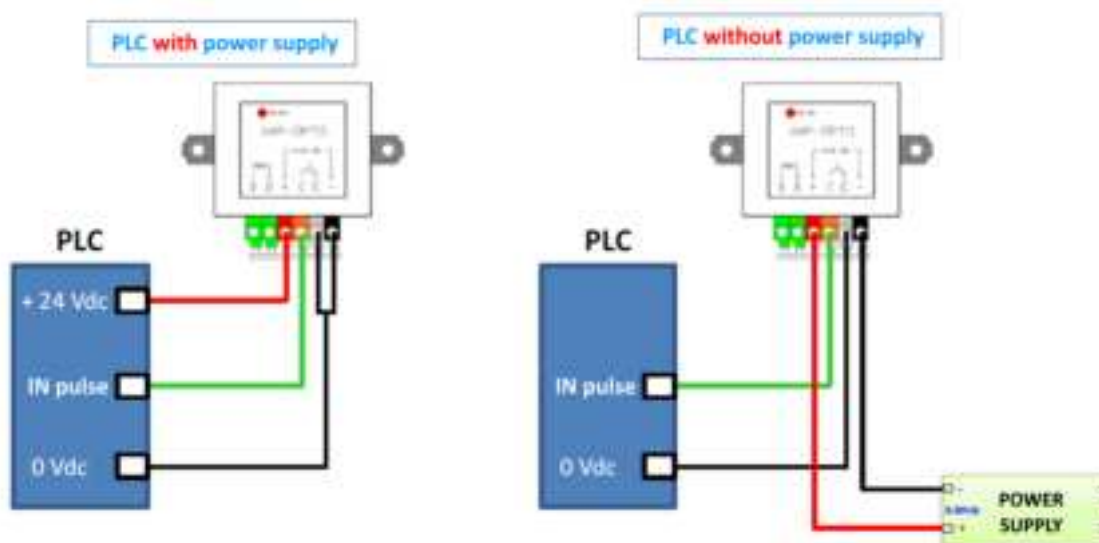 PLC with power supply
PLC
+ 24 Vdc
IN pulse
0 Vdc
PLC without power supply
PLC
IN pulse
0 Vdc
-
+
POWER
SUPPLY